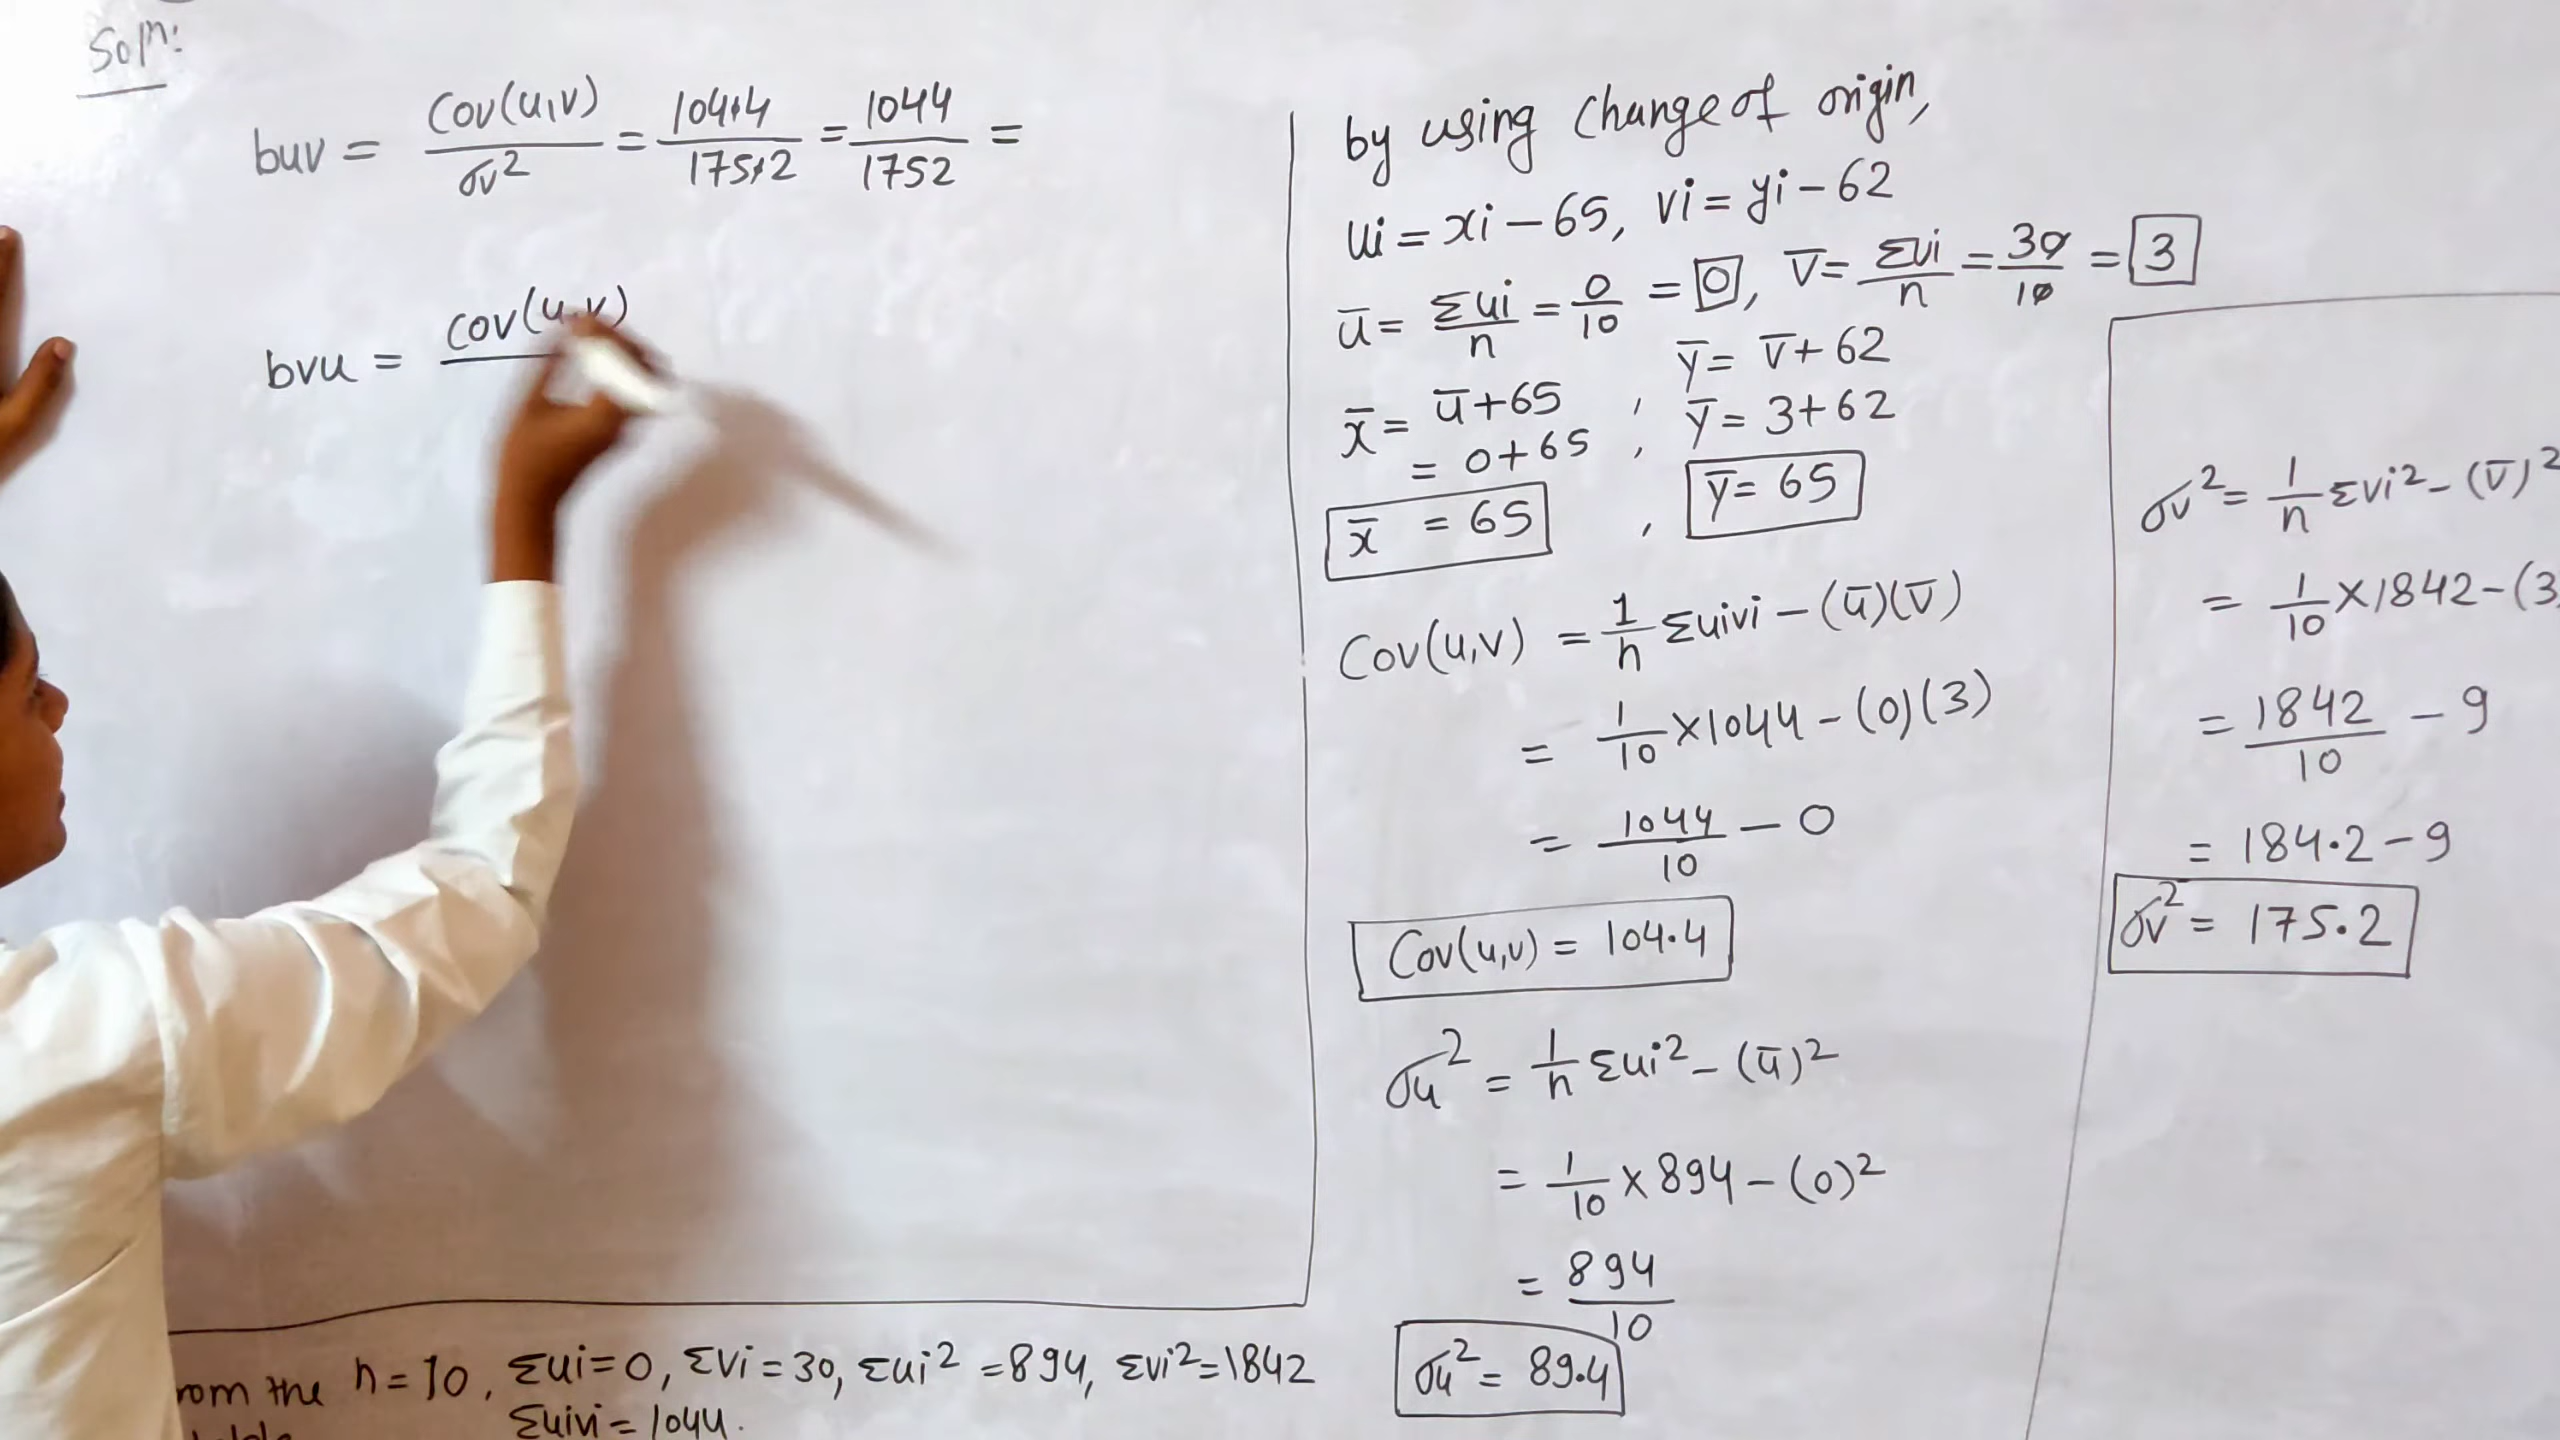 Soln:
buv = Cov(u,v)/σv² = 104.4/175.2 = 1044/1752 =
bvu = cov(u,v)
from the n=10, Σui=0, Σvi=30, Σui²=894, Σvi²=1842
Σuivi=1044.
by using change of origin,
ui = xi − 65, vi = yi − 62
ū = Σui/n = 0/10 = 0, v̄ = Σvi/n = 30/10 = 3
x̄ = ū+65, ȳ = v̄+62
= 0+65, ȳ = 3+62
x̄ = 65, ȳ = 65
Cov(u,v) = 1/n Σuivi − (ū)(v̄)
= 1/10 × 1044 − (0)(3)
= 1044/10 − 0
Cov(u,v) = 104.4
σu² = 1/n Σui² − (ū)²
= 1/10 × 894 − (0)²
= 894/10
σu² = 89.4
σv² = 1/n Σvi² − (v̄)²
= 1/10 × 1842 − (3)
= 1842/10 − 9
= 184.2 − 9
σv² = 175.2